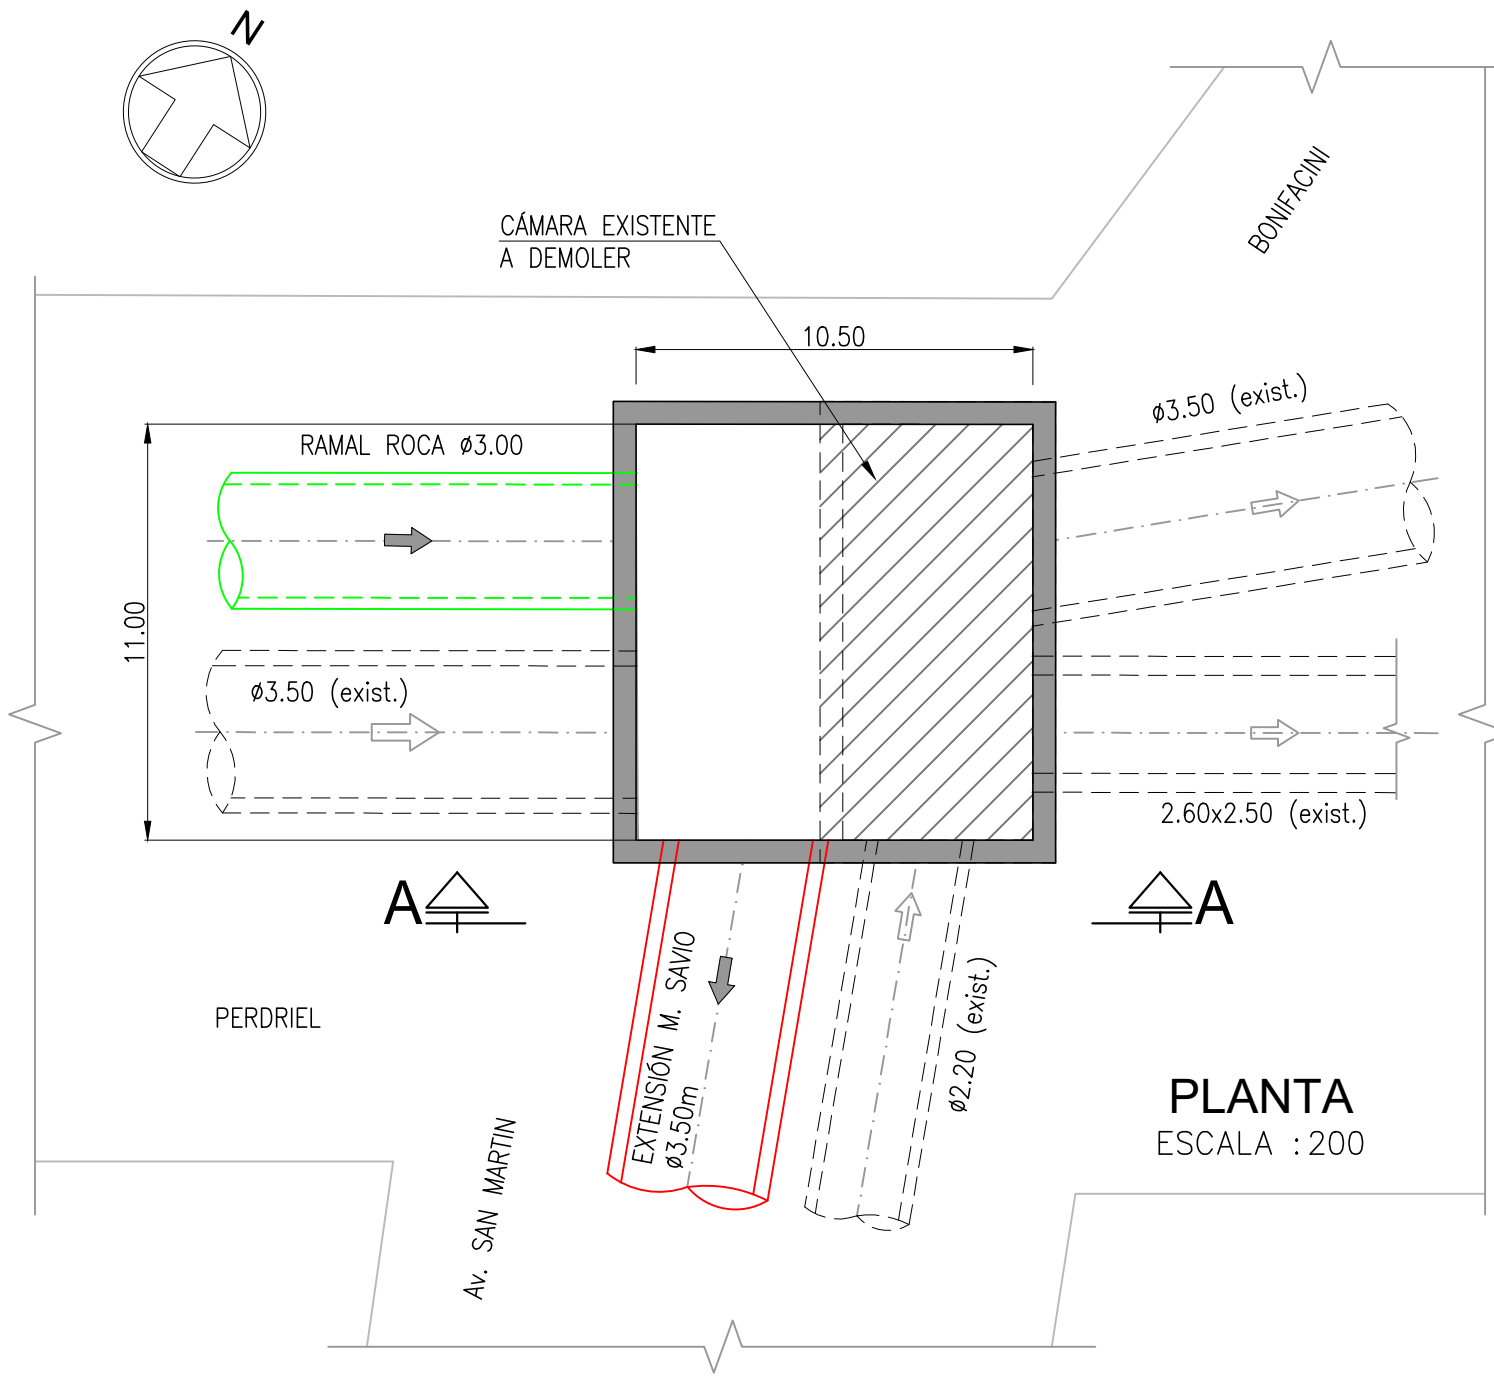 N
BONIFACINI
CÁMARA EXISTENTE
A DEMOLER
10.50
ø3.50 (exist.)
RAMAL ROCA ø3.00
11.00
ø3.50 (exist.)
2.60x2.50 (exist.)
A
A
EXTENSIÓN M. SAVIO
ø3.50m
ø2.20 (exist.)
PERDRIEL
Av. SAN MARTIN
PLANTA
ESCALA :200